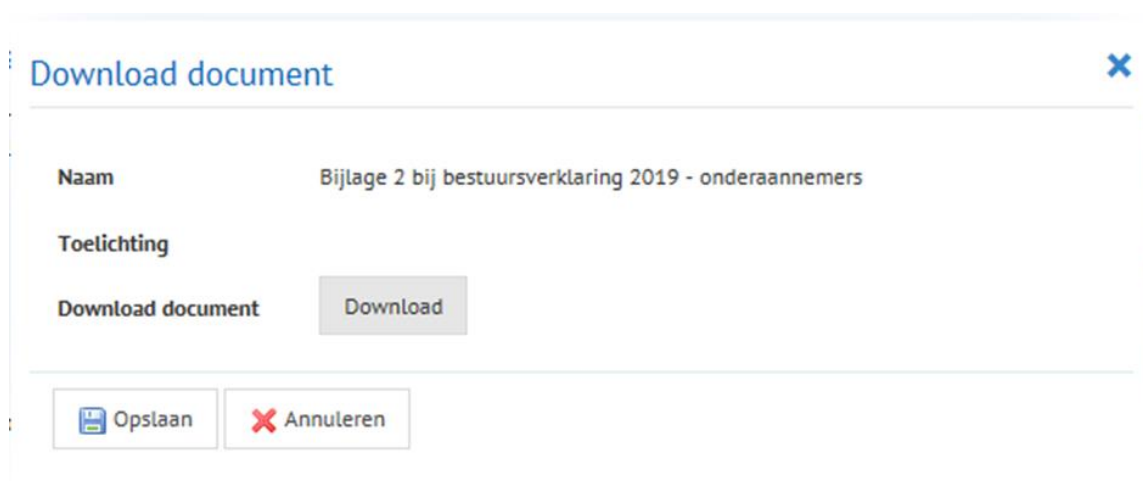 Download document
Naam Bijlage 2 bij bestuursverklaring 2019 - onderaannemers
Toelichting
Download document Download
Opslaan Annuleren